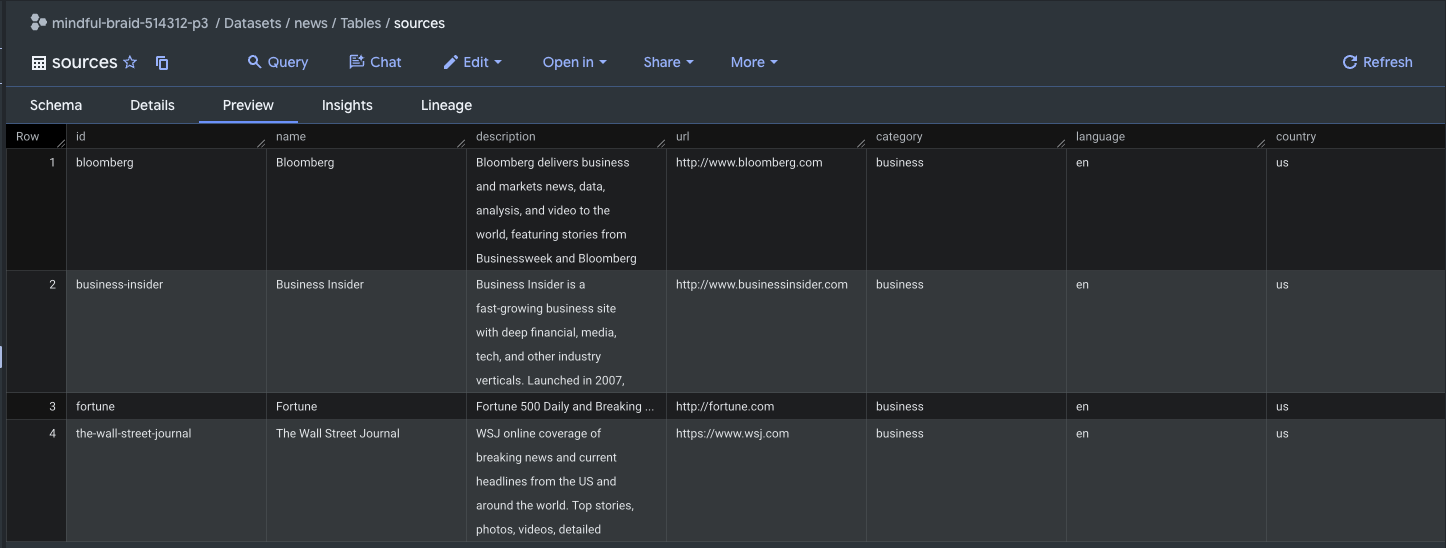 mindful-braid-514312-p3 / Datasets / news / Tables / sources
sources Query Chat Edit Open in Share More Refresh
Schema Details Preview Insights Lineage
Row id name description url category language country
1 bloomberg Bloomberg Bloomberg delivers business http://www.bloomberg.com business en us
and markets news, data,
analysis, and video to the
world, featuring stories from
Businessweek and Bloomberg
2 business-insider Business Insider Business Insider is a http://www.businessinsider.com business en us
fast-growing business site
with deep financial, media,
tech, and other industry
verticals. Launched in 2007,
3 fortune Fortune Fortune 500 Daily and Breaking ... http://fortune.com business en us
4 the-wall-street-journal The Wall Street Journal WSJ online coverage of https://www.wsj.com business en us
breaking news and current
headlines from the US and
around the world. Top stories,
photos, videos, detailed